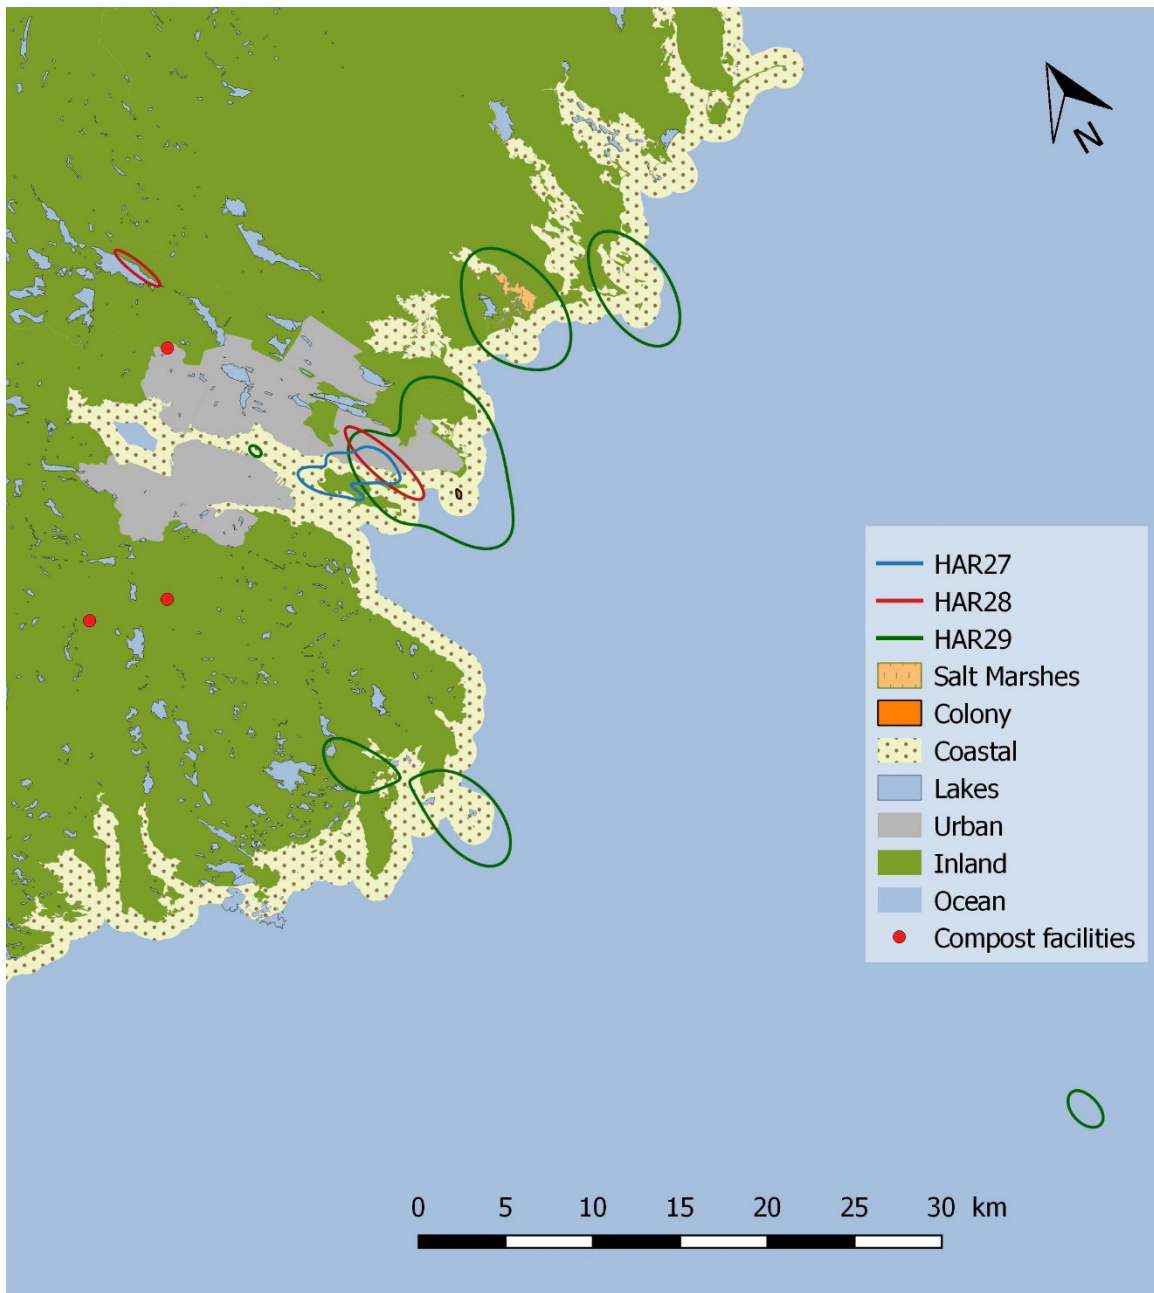 N
HAR27
HAR28
HAR29
Salt Marshes
Colony
Coastal
Lakes
Urban
Inland
Ocean
Compost facilities
0 5 10 15 20 25 30 km